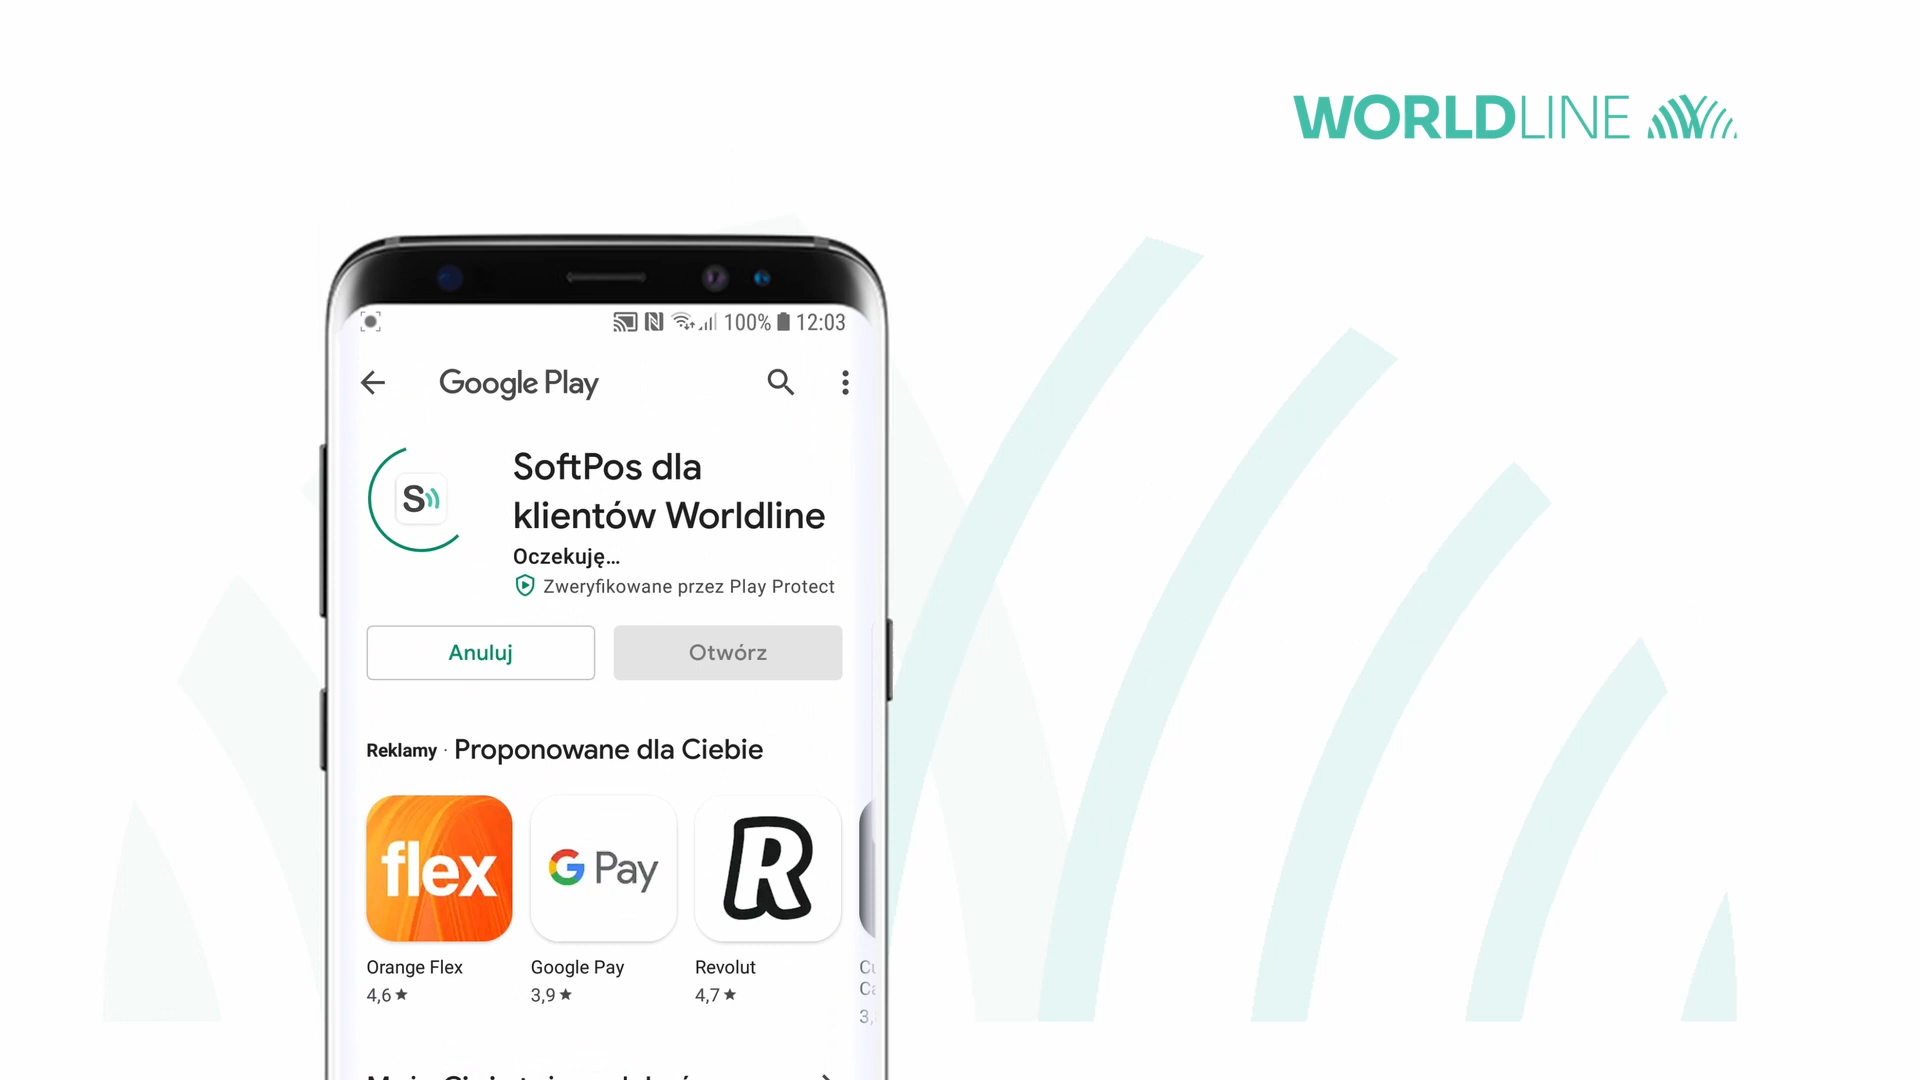 WORLDLINE
100% 12:03
Google Play
S
SoftPos dla
klientów Worldline
Oczekuję...
Zweryfikowane przez Play Protect
Anuluj
Otwórz
Reklamy · Proponowane dla Ciebie
flex
G Pay
R
Orange Flex
Google Pay
Revolut
4,6★
3,9★
4,7★